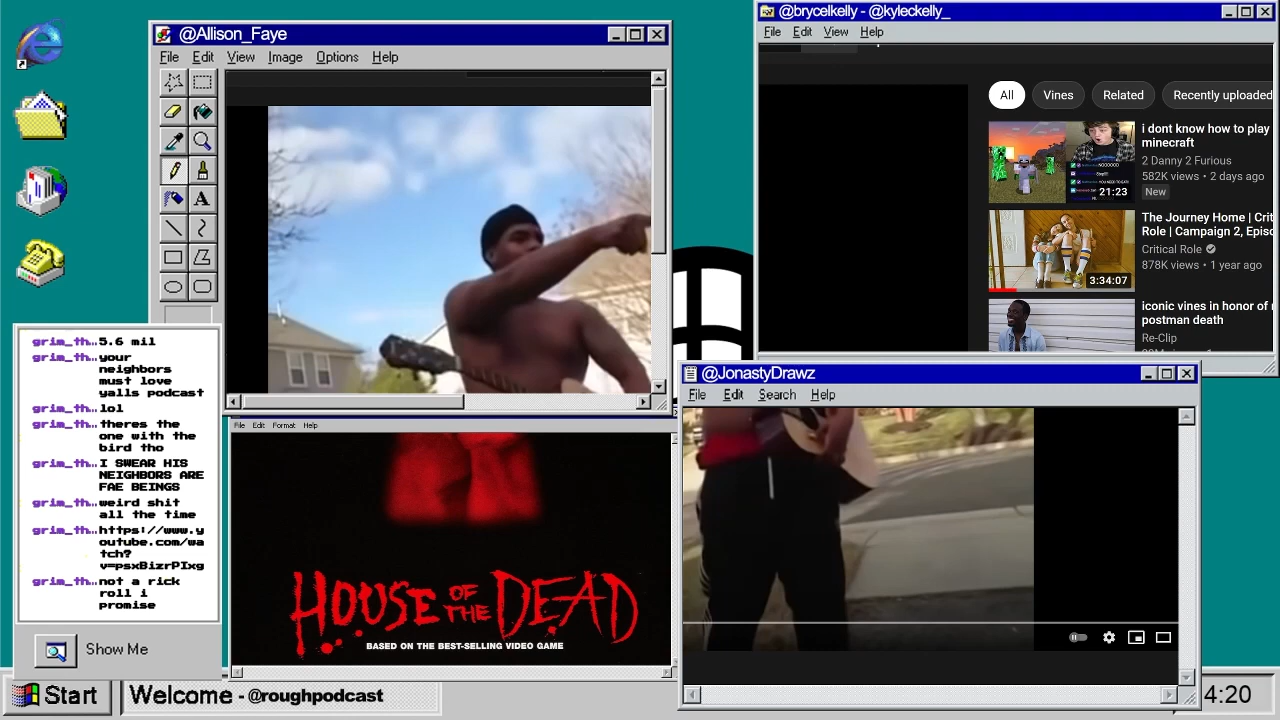 @Allison_Faye
File Edit View Image Options Help
@brycelkelly - @kyleckelly_
File Edit View Help
All Vines Related Recently uploaded
i dont know how to play
minecraft
2 Danny 2 Furious
582K views • 2 days ago
New
21:23
The Journey Home | Crit
Role | Campaign 2, Episo
Critical Role
878K views • 1 year ago
3:34:07
iconic vines in honor of
postman death
Re-Clip
grim_th... 5.6 mil
grim_th... your
neighbors
must love
yalls podcast
grim_th... lol
grim_th... theres the
one with the
bird tho
grim_th... I SWEAR HIS
NEIGHBORS ARE
FAE BEINGS
grim_th... weird shit
all the time
grim_th... https://www.y
outube.com/wa
tch?
v=psxBizrPIxg
grim_th... not a rick
roll i
promise
Show Me
File Edit Format Help
HOUSE OF THE DEAD
BASED ON THE BEST-SELLING VIDEO GAME
@JonastyDrawz
File Edit Search Help
Start
Welcome - @roughpodcast
4:20